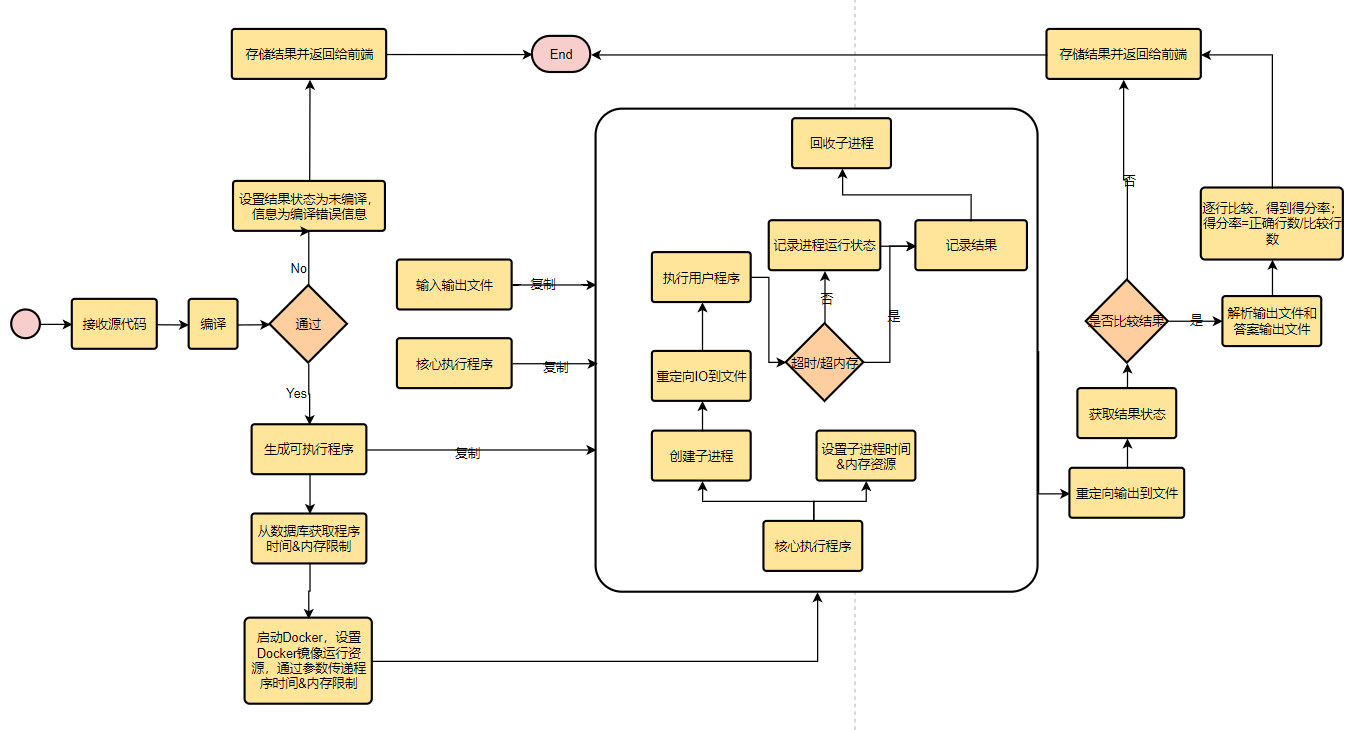 存储结果并返回给前端
End
存储结果并返回给前端
回收子进程
设置结果状态为未编译，
信息为编译错误信息
否
逐行比较，得到得分率；
得分率=正确行数/比较行
数
记录进程运行状态
记录结果
No
输入输出文件
复制
执行用户程序
否
接收源代码
编译
通过
是
是否比较结果
是
解析输出文件和
答案输出文件
核心执行程序
复制
重定向IO到文件
超时/超内存
Yes
获取结果状态
生成可执行程序
复制
创建子进程
设置子进程时间
&内存资源
重定向输出到文件
从数据库获取程序
时间&内存限制
核心执行程序
启动Docker，设置
Docker镜像运行资
源，通过参数传递程
序时间&内存限制